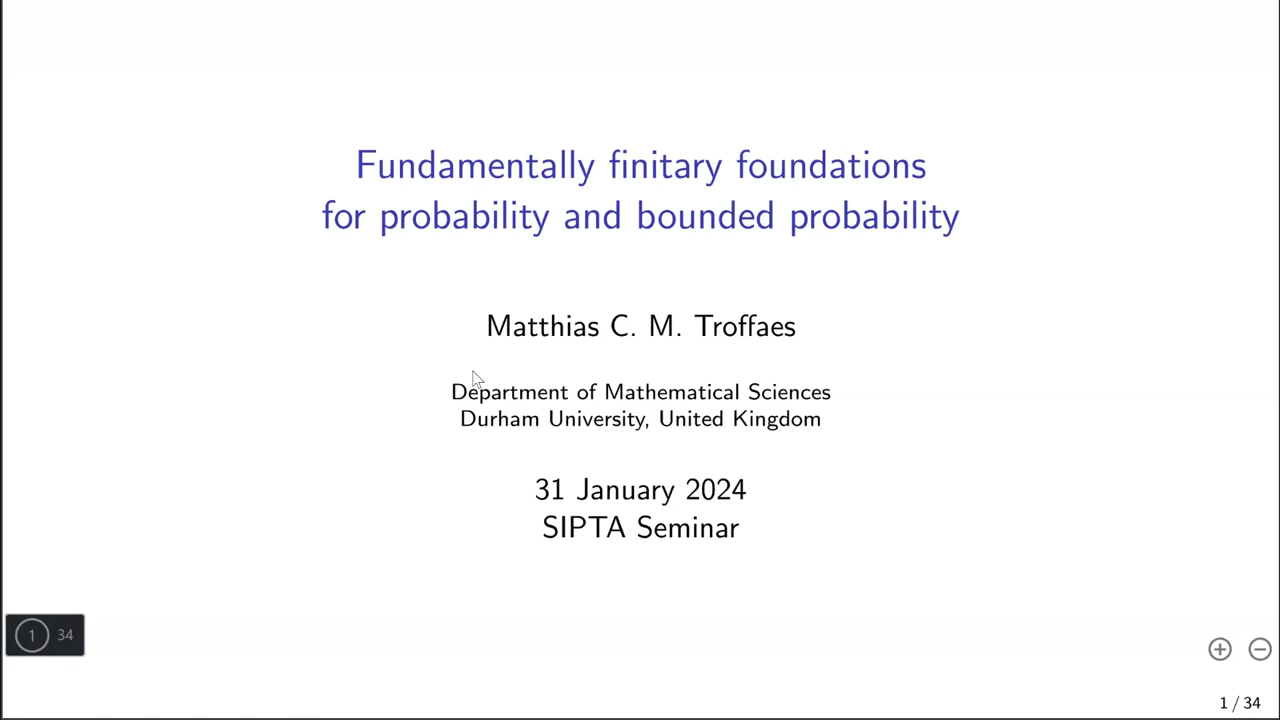 Fundamentally finitary foundations
for probability and bounded probability
Matthias C. M. Troffaes
Department of Mathematical Sciences
Durham University, United Kingdom
31 January 2024
SIPTA Seminar
1 34
1 / 34